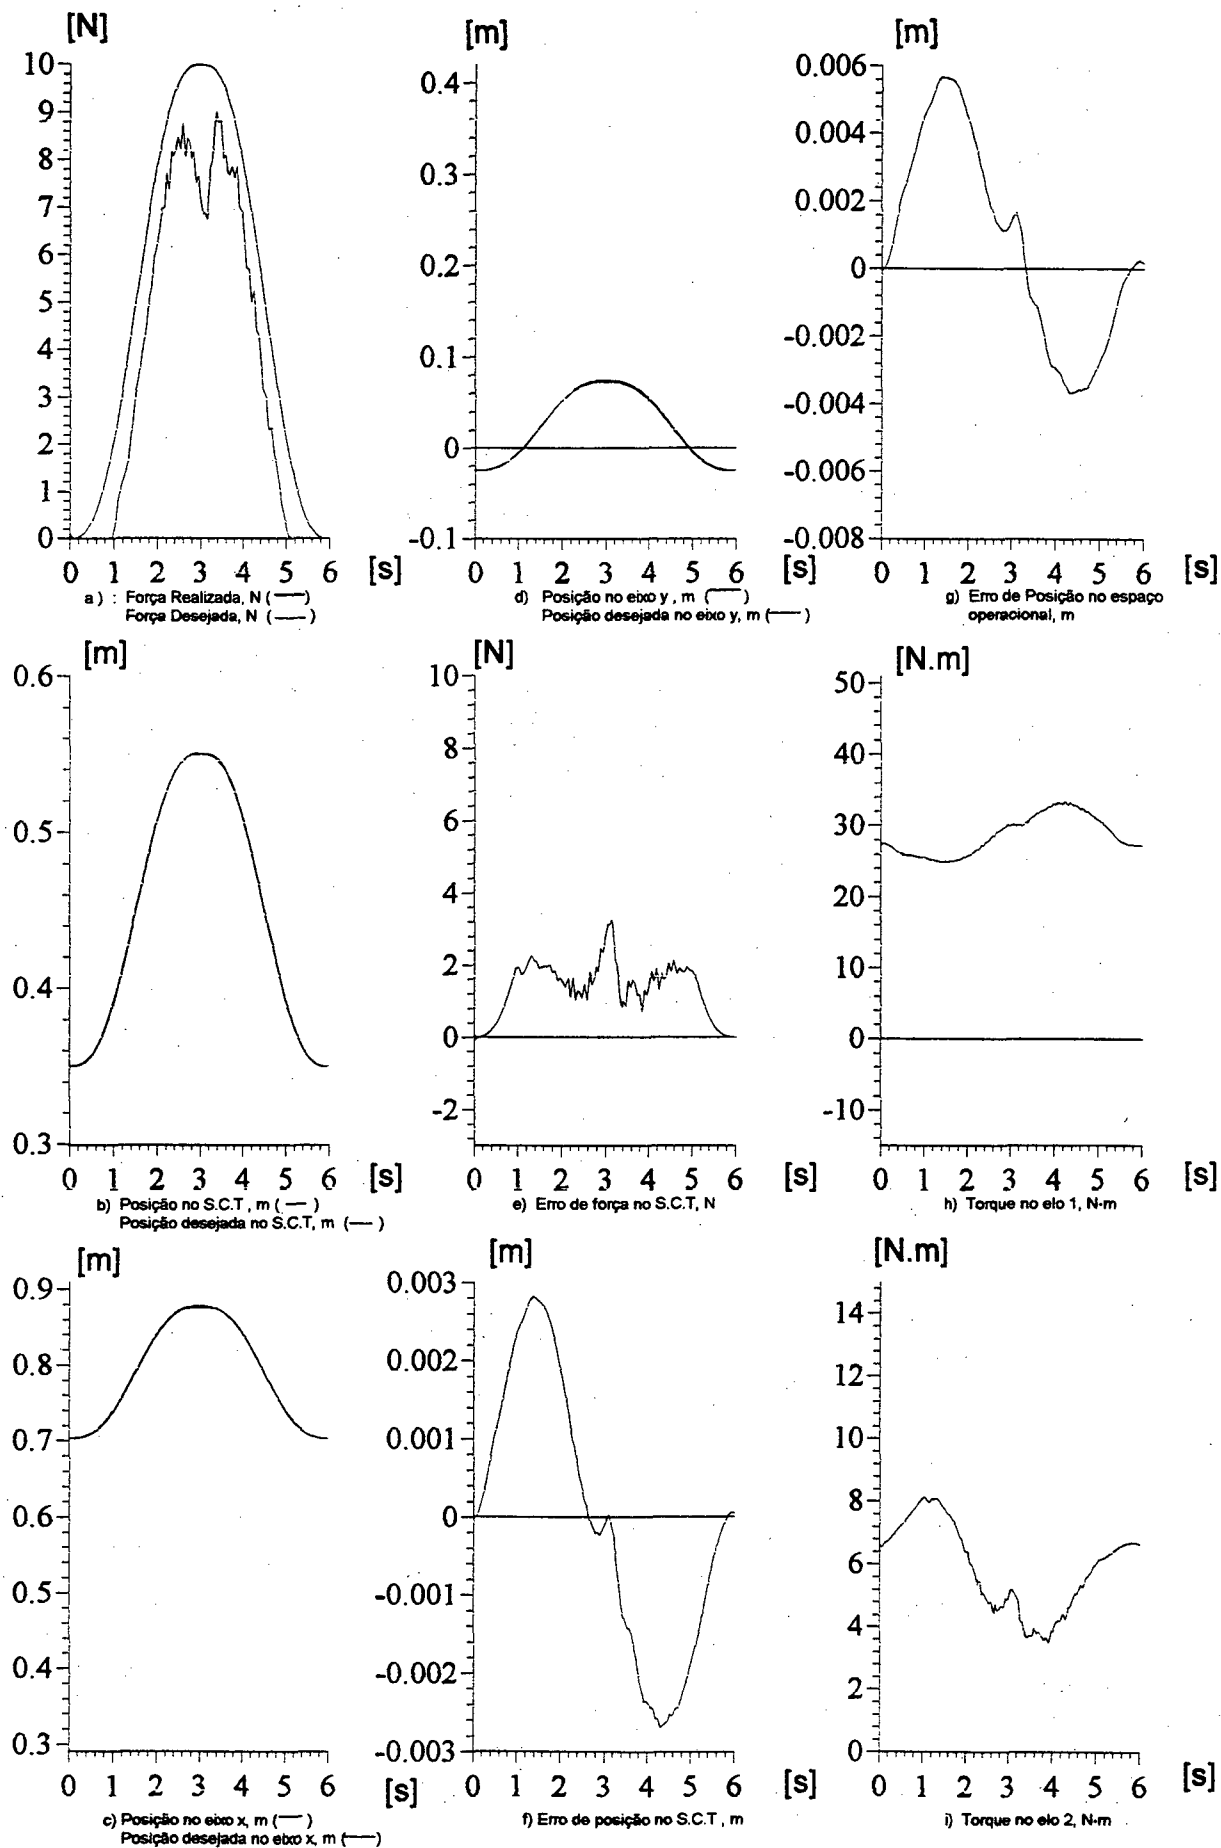 [N]
10
9
8
7
6
5
4
3
2
1
0
0 1 2 3 4 5 6 [s]
a) : Força Realizada, N ( — )
Força Desejada, N ( — )
[m]
0.4
0.3
0.2
0.1
0
-0.1
0 1 2 3 4 5 6 [s]
d) Posição no eixo y , m ( — )
Posição desejada no eixo y, m ( — )
[m]
0.006
0.004
0.002
0
-0.002
-0.004
-0.006
-0.008
0 1 2 3 4 5 6 [s]
g) Erro de Posição no espaço
operacional, m
[m]
0.6
0.5
0.4
0.3
0 1 2 3 4 5 6 [s]
b) Posição no S.C.T , m ( — )
Posição desejada no S.C.T, m ( — )
[N]
10
8
6
4
2
0
-2
0 1 2 3 4 5 6 [s]
e) Erro de força no S.C.T, N
[N.m]
50
40
30
20
10
0
-10
0 1 2 3 4 5 6 [s]
h) Torque no elo 1, N-m
[m]
0.9
0.8
0.7
0.6
0.5
0.4
0.3
0 1 2 3 4 5 6 [s]
c) Posição no eixo x, m ( — )
Posição desejada no eixo x, m ( — )
[m]
0.003
0.002
0.001
0.000
-0.001
-0.002
-0.003
0 1 2 3 4 5 6 [s]
f) Erro de posição no S.C.T , m
[N.m]
14
12
10
8
6
4
2
0
0 1 2 3 4 5 6 [s]
i) Torque no elo 2, N-m